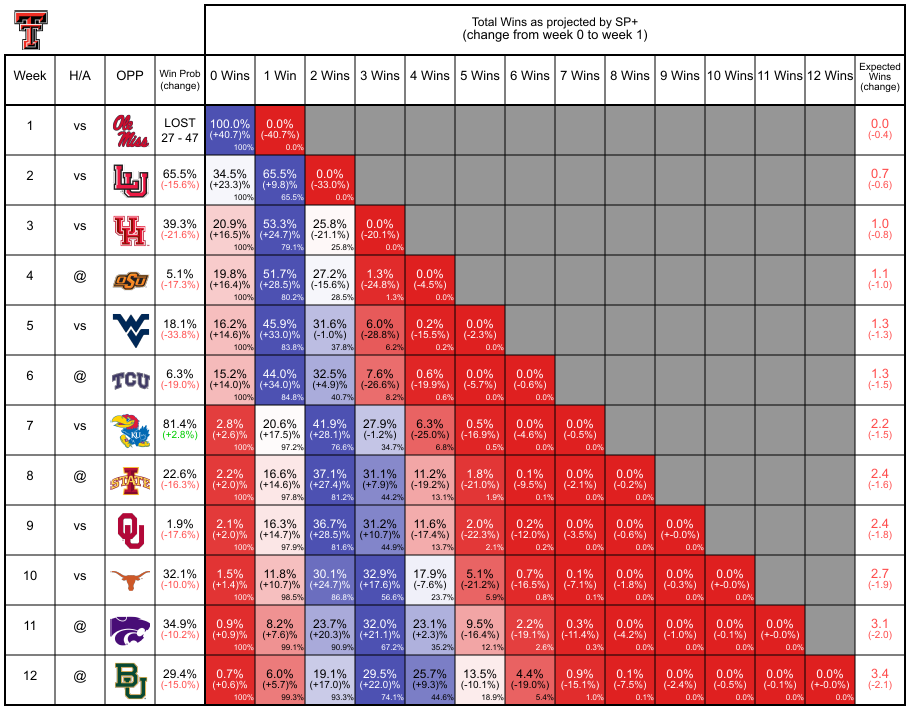 Total Wins as projected by SP+
(change from week 0 to week 1)
Week H/A OPP Win Prob (change) 0 Wins 1 Win 2 Wins 3 Wins 4 Wins 5 Wins 6 Wins 7 Wins 8 Wins 9 Wins 10 Wins 11 Wins 12 Wins Expected Wins (change)
1 vs Ole Miss LOST 100.0% 0.0% 0.0
27 - 47 (+40.7)% (-40.7%) (-0.4)
100% 0.0%
2 vs LU 65.5% 34.5% 65.5% 0.0% 0.7
(-15.6%) (+23.3)% (+9.8)% (-33.0%) (-0.6)
100% 65.5% 0.0%
3 vs UH 39.3% 20.9% 53.3% 25.8% 0.0% 1.0
(-21.6%) (+16.5)% (+24.7)% (-21.1%) (-20.1%) (-0.8)
100% 79.1% 25.8% 0.0%
4 @ OSU 5.1% 19.8% 51.7% 27.2% 1.3% 0.0% 1.1
(-17.3%) (+16.4)% (+28.5)% (-15.6%) (-24.8%) (-4.5%) (-1.0)
100% 80.2% 28.5% 1.3% 0.0%
5 vs WV 18.1% 16.2% 45.9% 31.6% 6.0% 0.2% 0.0% 1.3
(-33.8%) (+14.6)% (+33.0)% (-1.0%) (-28.8%) (-15.5%) (-2.3%) (-1.3)
100% 83.8% 37.8% 6.2% 0.2% 0.0%
6 @ TCU 6.3% 15.2% 44.0% 32.5% 7.6% 0.6% 0.0% 0.0% 1.3
(-19.0%) (+14.0)% (+34.0)% (+4.9)% (-26.6%) (-19.9%) (-5.7%) (-0.6%) (-1.5)
100% 84.8% 40.7% 8.2% 0.6% 0.0% 0.0%
7 vs KU 81.4% 2.8% 20.6% 41.9% 27.9% 6.3% 0.5% 0.0% 0.0% 2.2
(+2.8%) (+2.6)% (+17.5)% (+28.1)% (-1.2%) (-25.0%) (-16.9%) (-4.6%) (-0.5%) (-1.5)
100% 97.2% 76.6% 34.7% 6.8% 0.5% 0.0% 0.0%
8 @ I STATE 22.6% 2.2% 16.6% 37.1% 31.1% 11.2% 1.8% 0.1% 0.0% 0.0% 2.4
(-16.3%) (+2.0)% (+14.6)% (+27.4)% (+7.9)% (-19.2%) (-21.0%) (-9.5%) (-2.1%) (-0.2%) (-1.6)
100% 97.8% 81.2% 44.2% 13.1% 1.9% 0.1% 0.0% 0.0%
9 vs OU 1.9% 2.1% 16.3% 36.7% 31.2% 11.6% 2.0% 0.2% 0.0% 0.0% 0.0% 2.4
(-17.6%) (+2.0)% (+14.7)% (+28.5)% (+10.7)% (-17.4%) (-22.3%) (-12.0%) (-3.5%) (-0.6%) (+-0.0%) (-1.8)
100% 97.9% 81.6% 44.9% 13.7% 2.1% 0.2% 0.0% 0.0% 0.0%
10 vs 32.1% 1.5% 11.8% 30.1% 32.9% 17.9% 5.1% 0.7% 0.1% 0.0% 0.0% 0.0% 2.7
(-10.0%) (+1.4)% (+10.7)% (+24.7)% (+17.6)% (-7.6%) (-21.2%) (-16.5%) (-7.1%) (-1.8%) (-0.3%) (+-0.0%) (-1.9)
100% 98.5% 86.8% 56.6% 23.7% 5.9% 0.8% 0.1% 0.0% 0.0% 0.0%
11 @ 34.9% 0.9% 8.2% 23.7% 32.0% 23.1% 9.5% 2.2% 0.3% 0.0% 0.0% 0.0% 0.0% 3.1
(-10.2%) (+0.9)% (+7.6)% (+20.3)% (+21.1)% (+2.3)% (-16.4%) (-19.1%) (-11.4%) (-4.2%) (-1.0%) (-0.1%) (+-0.0%) (-2.0)
100% 99.1% 90.9% 67.2% 35.2% 12.1% 2.6% 0.3% 0.0% 0.0% 0.0% 0.0%
12 @ BU 29.4% 0.7% 6.0% 19.1% 29.5% 25.7% 13.5% 4.4% 0.9% 0.1% 0.0% 0.0% 0.0% 0.0% 3.4
(-15.0%) (+0.6)% (+5.7)% (+17.0)% (+22.0)% (+9.3)% (-10.1%) (-19.0%) (-15.1%) (-7.5%) (-2.4%) (-0.5%) (-0.1%) (+-0.0%) (-2.1)
100% 99.3% 93.3% 74.1% 44.6% 18.9% 5.4% 1.0% 0.1% 0.0% 0.0% 0.0% 0.0%